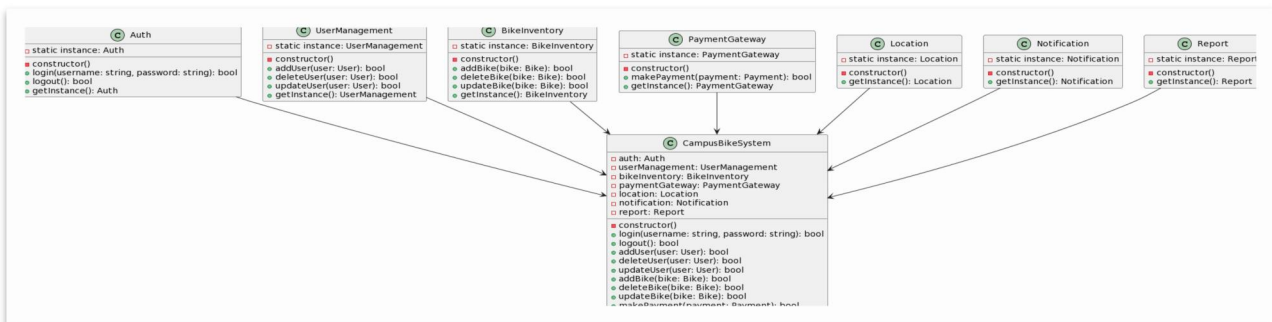 C Auth
static instance: Auth
constructor()
login(username: string, password: string): bool
logout(): bool
getInstance(): Auth
C UserManagement
static instance: UserManagement
constructor()
addUser(user: User): bool
deleteUser(user: User): bool
updateUser(user: User): bool
getInstance(): UserManagement
C BikeInventory
static instance: BikeInventory
constructor()
addBike(bike: Bike): bool
deleteBike(bike: Bike): bool
updateBike(bike: Bike): bool
getInstance(): BikeInventory
C PaymentGateway
static instance: PaymentGateway
constructor()
makePayment(payment: Payment): bool
getInstance(): PaymentGateway
C Location
static instance: Location
constructor()
getInstance(): Location
C Notification
static instance: Notification
constructor()
getInstance(): Notification
C Report
static instance: Report
constructor()
getInstance(): Report
C CampusBikeSystem
auth: Auth
userManagement: UserManagement
bikeInventory: BikeInventory
paymentGateway: PaymentGateway
location: Location
notification: Notification
report: Report
constructor()
login(username: string, password: string): bool
logout(): bool
addUser(user: User): bool
deleteUser(user: User): bool
updateUser(user: User): bool
addBike(bike: Bike): bool
deleteBike(bike: Bike): bool
updateBike(bike: Bike): bool
makePayment(payment: Payment): bool